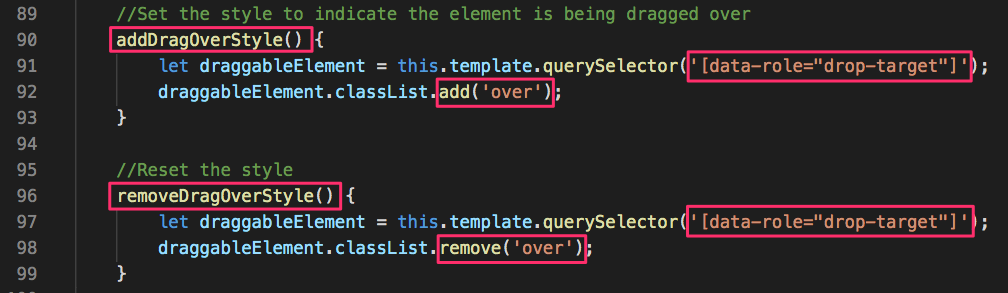 89 //Set the style to indicate the element is being dragged over
90 addDragOverStyle() {
91 let draggableElement = this.template.querySelector('[data-role="drop-target"]');
92 draggableElement.classList.add('over');
93 }
94
95 //Reset the style
96 removeDragOverStyle() {
97 let draggableElement = this.template.querySelector('[data-role="drop-target"]');
98 draggableElement.classList.remove('over');
99 }